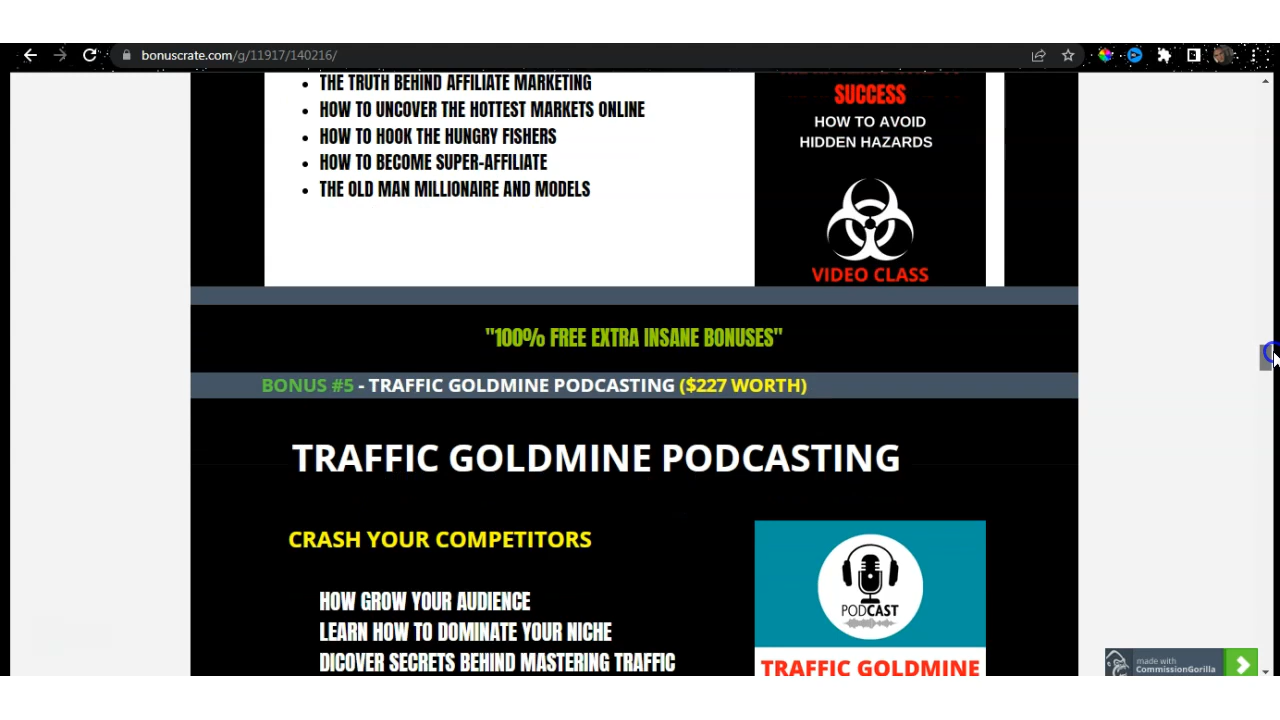 bonuscrate.com/g/11917/140216/
THE TRUTH BEHIND AFFILIATE MARKETING
HOW TO UNCOVER THE HOTTEST MARKETS ONLINE
HOW TO HOOK THE HUNGRY FISHERS
HOW TO BECOME SUPER-AFFILIATE
THE OLD MAN MILLIONAIRE AND MODELS
SUCCESS
HOW TO AVOID
HIDDEN HAZARDS
VIDEO CLASS
"100% FREE EXTRA INSANE BONUSES"
BONUS #5 - TRAFFIC GOLDMINE PODCASTING ($227 WORTH)
TRAFFIC GOLDMINE PODCASTING
CRASH YOUR COMPETITORS
HOW GROW YOUR AUDIENCE
LEARN HOW TO DOMINATE YOUR NICHE
DICOVER SECRETS BEHIND MASTERING TRAFFIC
PODCAST
TRAFFIC GOLDMINE
made with
CommissionGorilla